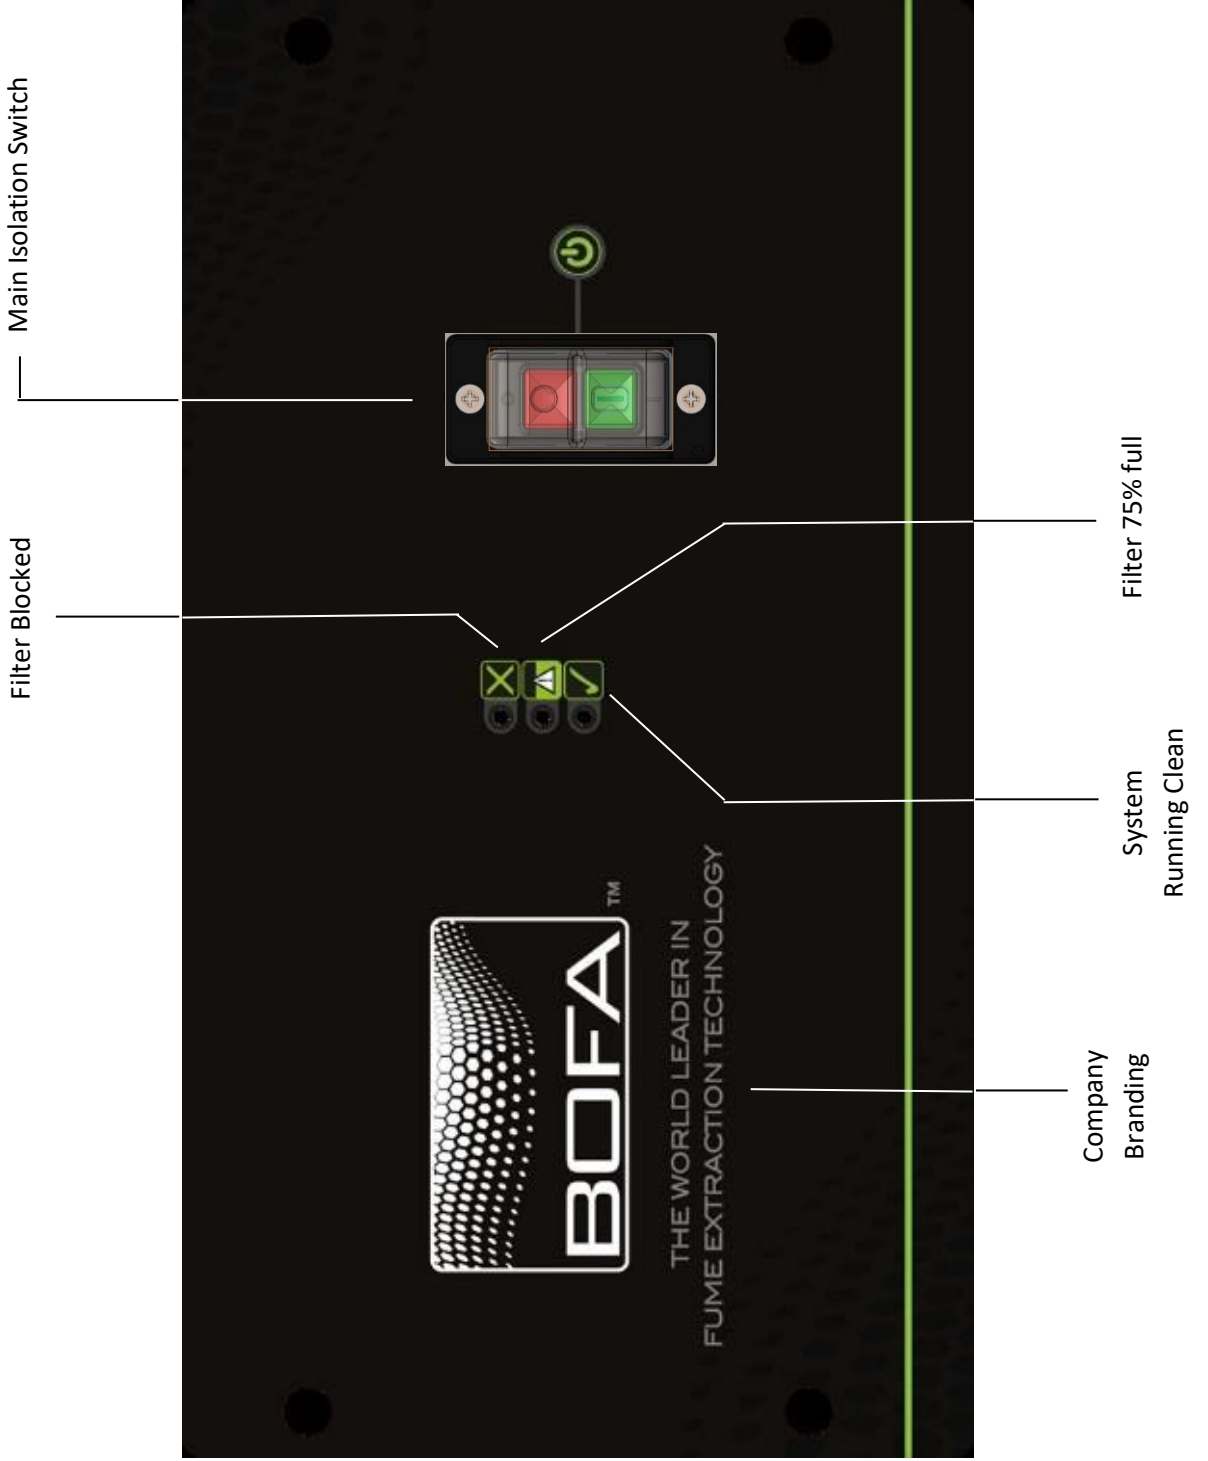 Main Isolation Switch
Filter Blocked
Filter 75% full
System
Running Clean
BOFA
TM
THE WORLD LEADER IN
FUME EXTRACTION TECHNOLOGY
Company
Branding